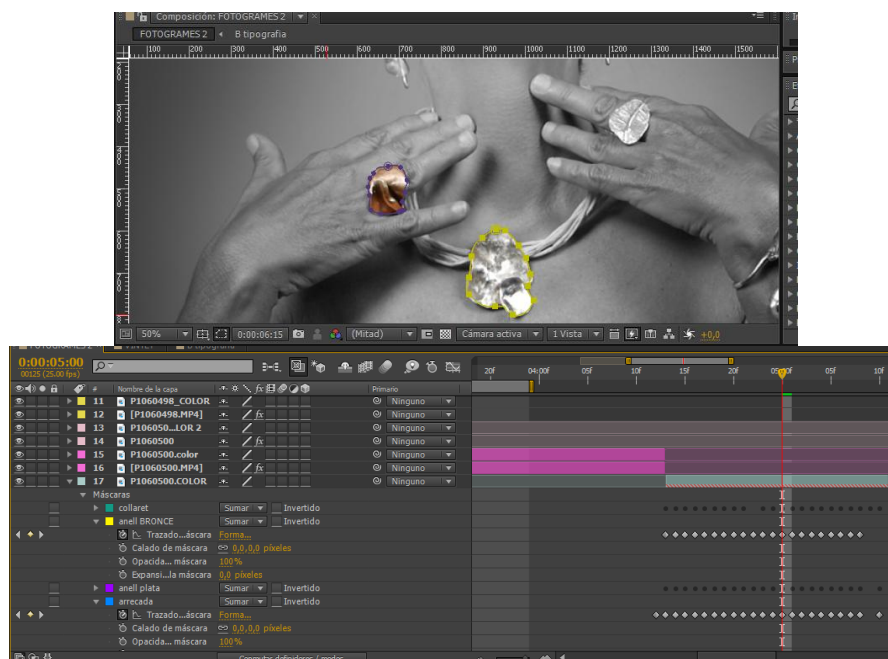 Composición: FOTOGRAMES 2
FOTOGRAMES 2 B tipografia
100 200 300 400 500 600 700 800 900 1000 1100 1200 1300 1400 1500
50% 0:00:06:15 (Mitad) Cámara activa 1 Vista +0,0
0:00:05:00
00125 (25.00 fps)
20f 04:00f 05f 10f 15f 20f 05:00f 05f 10f
# Nombre de la capa fx Primario
11 P1060498_COLOR Ninguno
12 [P1060498.MP4] fx Ninguno
13 P106050...LOR 2 Ninguno
14 P1060500 fx Ninguno
15 P1060500.color Ninguno
16 [P1060500.MP4] fx Ninguno
17 P1060500.COLOR Ninguno
Máscaras
collaret Sumar Invertido
anell BRONCE Sumar Invertido
Trazado...áscara Forma...
Calado de máscara 0,0,0,0 píxeles
Opacida... máscara 100%
Expansi...la máscara 0,0 píxeles
anell plata Sumar Invertido
arrecada Sumar Invertido
Trazado...áscara Forma...
Calado de máscara 0,0,0,0 píxeles
Opacida... máscara 100%
Conmutar definidores / modos